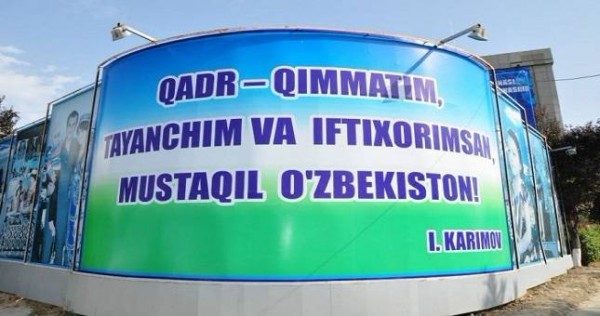 QADR – QIMMATIM,
TAYANCHIM VA IFTIXORIMSAN,
MUSTAQIL O'ZBEKISTON!
I. KARIMOV